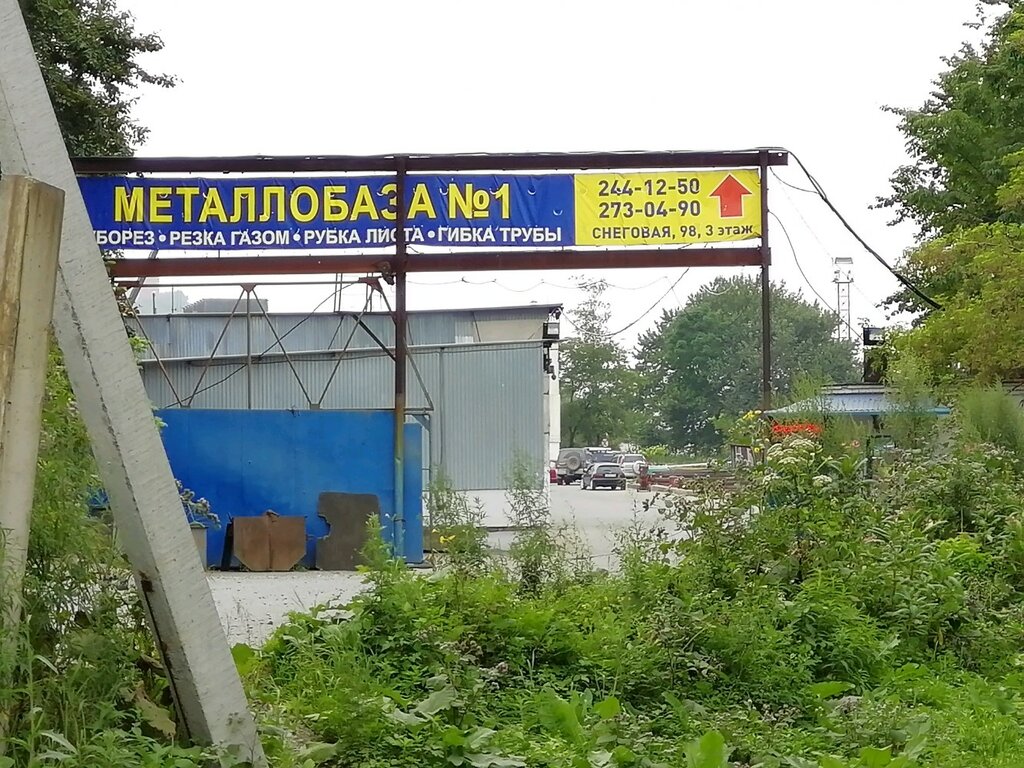 МЕТАЛЛОБАЗА №1
• РЕЗКА ГАЗОМ • РУБКА ЛИСТА • ГИБКА ТРУБЫ
244-12-50
273-04-90
СНЕГОВАЯ, 98, 3 этаж